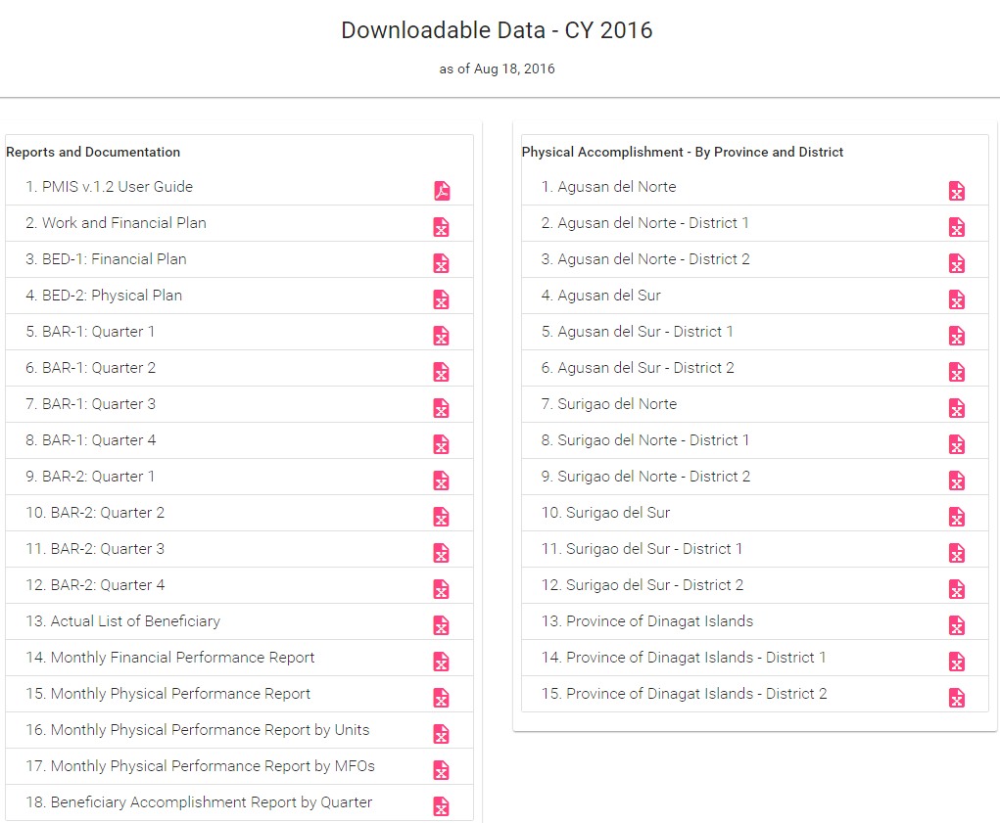 Downloadable Data - CY 2016
as of Aug 18, 2016
Reports and Documentation
1. PMIS v.1.2 User Guide
2. Work and Financial Plan
3. BED-1: Financial Plan
4. BED-2: Physical Plan
5. BAR-1: Quarter 1
6. BAR-1: Quarter 2
7. BAR-1: Quarter 3
8. BAR-1: Quarter 4
9. BAR-2: Quarter 1
10. BAR-2: Quarter 2
11. BAR-2: Quarter 3
12. BAR-2: Quarter 4
13. Actual List of Beneficiary
14. Monthly Financial Performance Report
15. Monthly Physical Performance Report
16. Monthly Physical Performance Report by Units
17. Monthly Physical Performance Report by MFOs
18. Beneficiary Accomplishment Report by Quarter
Physical Accomplishment - By Province and District
1. Agusan del Norte
2. Agusan del Norte - District 1
3. Agusan del Norte - District 2
4. Agusan del Sur
5. Agusan del Sur - District 1
6. Agusan del Sur - District 2
7. Surigao del Norte
8. Surigao del Norte - District 1
9. Surigao del Norte - District 2
10. Surigao del Sur
11. Surigao del Sur - District 1
12. Surigao del Sur - District 2
13. Province of Dinagat Islands
14. Province of Dinagat Islands - District 1
15. Province of Dinagat Islands - District 2